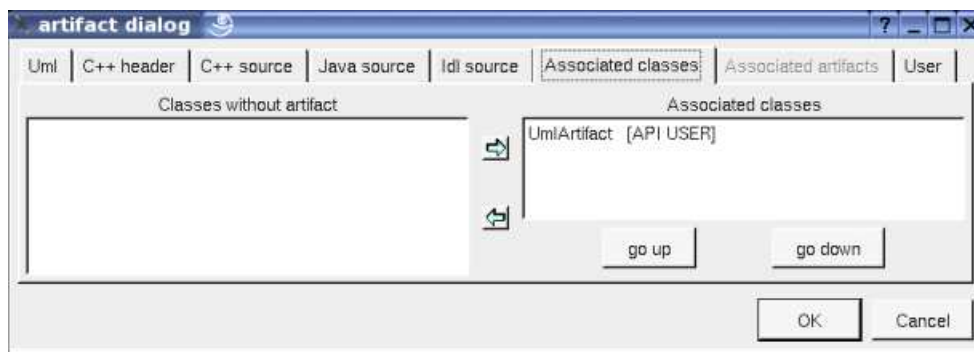 artifact dialog ? _
Uml C++ header C++ source Java source Idl source Associated classes Associated artifacts User
Classes without artifact Associated classes
UmlArtifact [API USER]
go up go down
OK Cancel